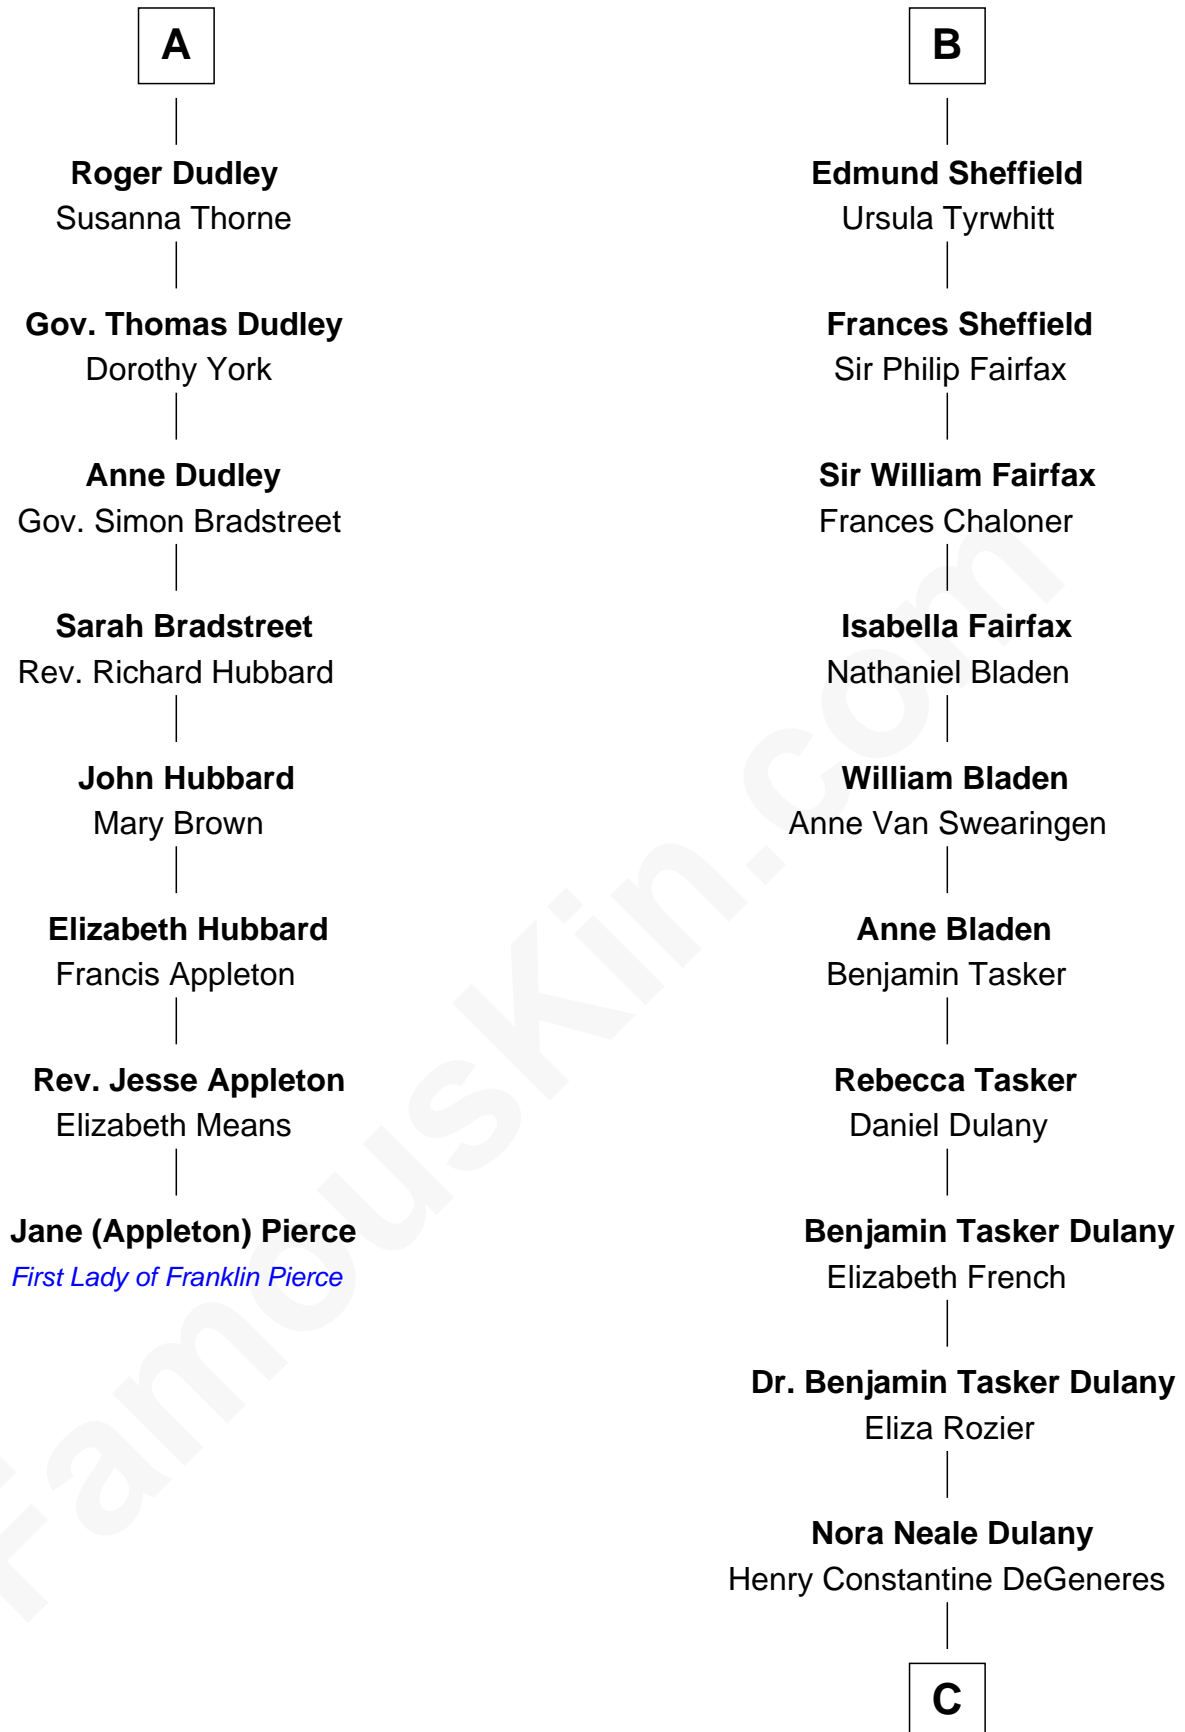 A
Roger Dudley
Susanna Thorne
Gov. Thomas Dudley
Dorothy York
Anne Dudley
Gov. Simon Bradstreet
Sarah Bradstreet
Rev. Richard Hubbard
John Hubbard
Mary Brown
Elizabeth Hubbard
Francis Appleton
Rev. Jesse Appleton
Elizabeth Means
Jane (Appleton) Pierce
First Lady of Franklin Pierce
B
Edmund Sheffield
Ursula Tyrwhitt
Frances Sheffield
Sir Philip Fairfax
Sir William Fairfax
Frances Chaloner
Isabella Fairfax
Nathaniel Bladen
William Bladen
Anne Van Swearingen
Anne Bladen
Benjamin Tasker
Rebecca Tasker
Daniel Dulany
Benjamin Tasker Dulany
Elizabeth French
Dr. Benjamin Tasker Dulany
Eliza Rozier
Nora Neale Dulany
Henry Constantine DeGeneres
C
FamousKin.com